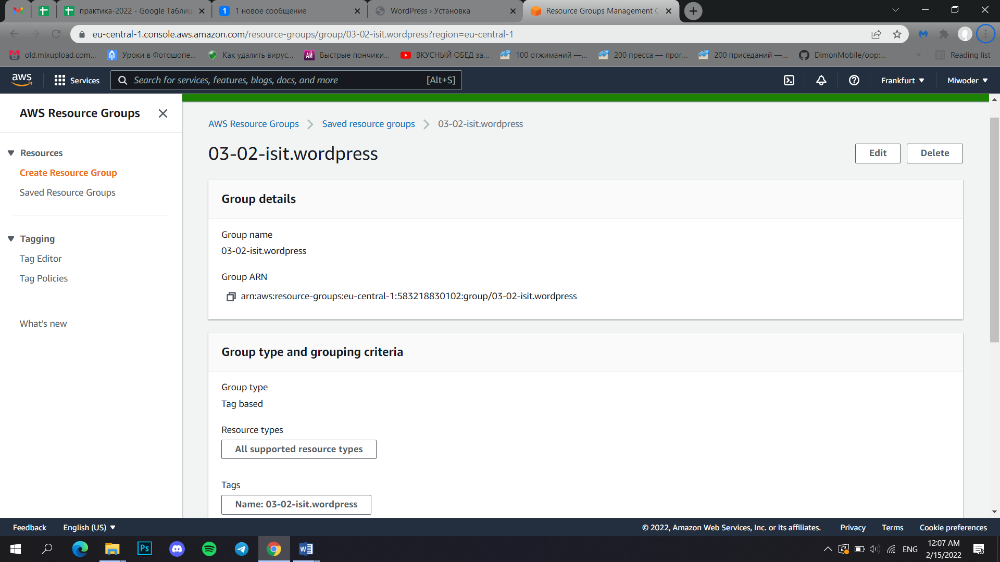 практика-2022 - Google Таблиц
1 новое сообщение
WordPress › Установка
Resource Groups Management C
eu-central-1.console.aws.amazon.com/resource-groups/group/03-02-isit.wordpress?region=eu-central-1
old.mixupload.com...
Уроки в Фотошопе...
Как удалить вирус...
АЙ Быстрые пончики...
ВКУСНЫЙ ОБЕД за...
100 отжиманий —...
200 пресса — прог...
200 приседаний —...
DimonMobile/oop:...
»
Reading list
aws
Services
Search for services, features, blogs, docs, and more [Alt+S]
Frankfurt
Miwoder
AWS Resource Groups
Resources
Create Resource Group
Saved Resource Groups
Tagging
Tag Editor
Tag Policies
What's new
AWS Resource Groups
Saved resource groups
03-02-isit.wordpress
03-02-isit.wordpress
Edit
Delete
Group details
Group name
03-02-isit.wordpress
Group ARN
arn:aws:resource-groups:eu-central-1:583218830102:group/03-02-isit.wordpress
Group type and grouping criteria
Group type
Tag based
Resource types
All supported resource types
Tags
Name: 03-02-isit.wordpress
Feedback
English (US)
© 2022, Amazon Web Services, Inc. or its affiliates.
Privacy
Terms
Cookie preferences
Ps
W
ENG
12:07 AM
2/15/2022